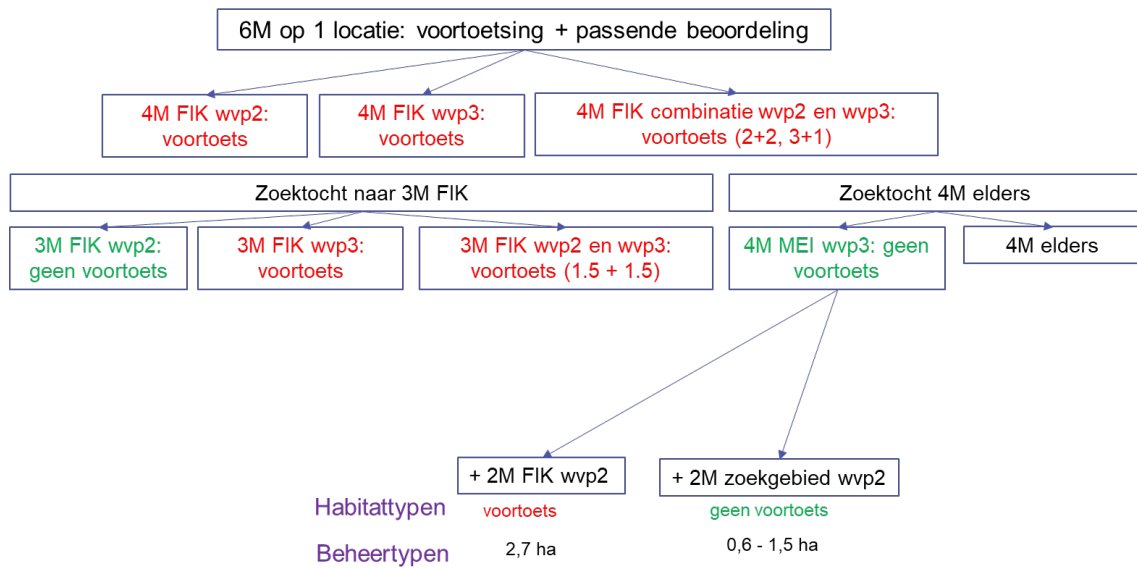 6M op 1 locatie: voortoetsing + passende beoordeling
4M FIK wvp2:
voortoets
4M FIK wvp3:
voortoets
4M FIK combinatie wvp2 en wvp3:
voortoets (2+2, 3+1)
Zoektocht naar 3M FIK
Zoektocht 4M elders
3M FIK wvp2:
geen voortoets
3M FIK wvp3:
voortoets
3M FIK wvp2 en wvp3:
voortoets (1.5 + 1.5)
4M MEI wvp3: geen
voortoets
4M elders
+ 2M FIK wvp2
+ 2M zoekgebied wvp2
Habitattypen
voortoets
geen voortoets
Beheertypen
2,7 ha
0,6 - 1,5 ha